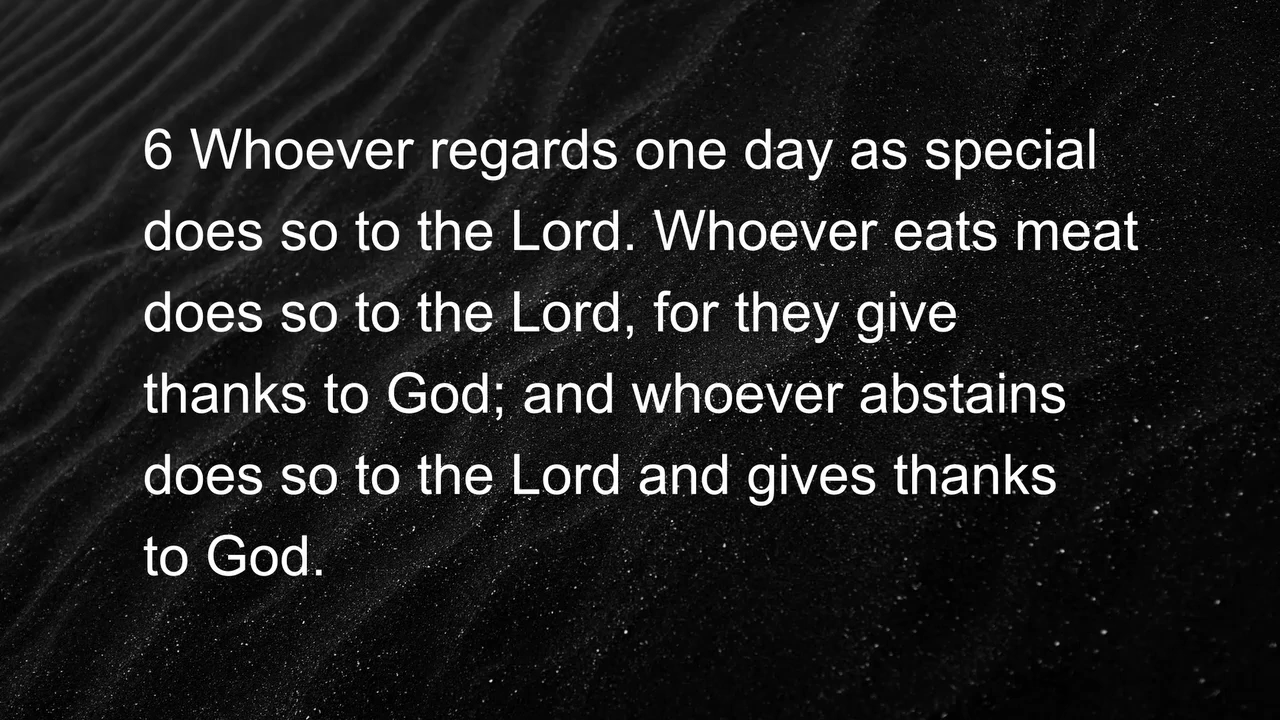 6 Whoever regards one day as special
does so to the Lord. Whoever eats meat
does so to the Lord, for they give
thanks to God; and whoever abstains
does so to the Lord and gives thanks
to God.